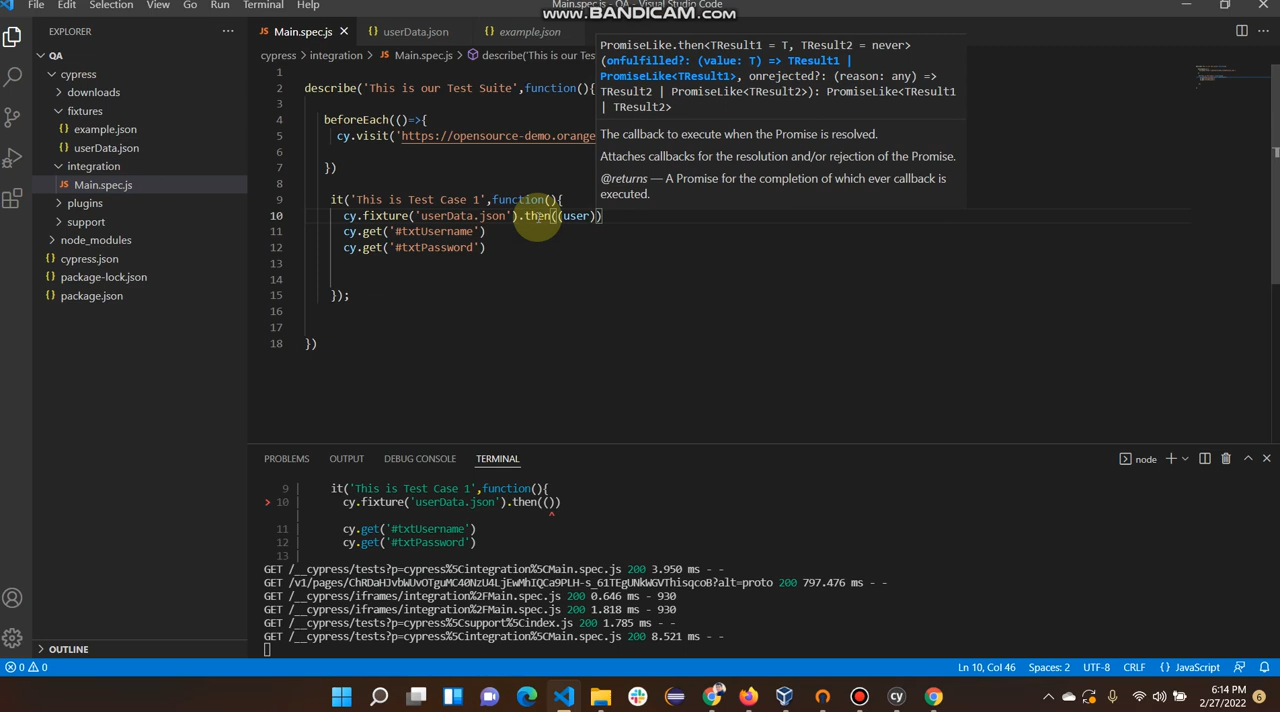 File Edit Selection View Go Run Terminal Help
Main.spec.js - QA - Visual Studio Code
www.BANDICAM.com
EXPLORER
QA
cypress
downloads
fixtures
example.json
userData.json
integration
Main.spec.js
plugins
support
node_modules
cypress.json
package-lock.json
package.json
OUTLINE
Main.spec.js userData.json example.json
cypress > integration > Main.spec.js > describe('This is our Tes
1
2 describe('This is our Test Suite',function(){
3
4 beforeEach(()=>{
5 cy.visit('https://opensource-demo.orange
6
7 })
8
9 it('This is Test Case 1',function(){
10 cy.fixture('userData.json').then((user))
11 cy.get('#txtUsername')
12 cy.get('#txtPassword')
13
14
15 });
16
17
18 })
PromiseLike.then<TResult1 = T, TResult2 = never>
(onfulfilled?: (value: T) => TResult1 |
PromiseLike<TResult1>, onrejected?: (reason: any) =>
TResult2 | PromiseLike<TResult2>): PromiseLike<TResult1
| TResult2>
The callback to execute when the Promise is resolved.
Attaches callbacks for the resolution and/or rejection of the Promise.
@returns — A Promise for the completion of which ever callback is
executed.
PROBLEMS OUTPUT DEBUG CONSOLE TERMINAL
node
9 | it('This is Test Case 1',function(){
> 10 | cy.fixture('userData.json').then(())
| ^
11 | cy.get('#txtUsername')
12 | cy.get('#txtPassword')
13 |
GET /__cypress/tests?p=cypress%5Cintegration%5CMain.spec.js 200 3.950 ms - -
GET /v1/pages/ChRDaHJvbWUvOTguMC40NzU4LjEwMhIQCa9PLH-s_61TEgUNkWGVThisqcoB?alt=proto 200 797.476 ms - -
GET /__cypress/iframes/integration%2FMain.spec.js 200 0.646 ms - 930
GET /__cypress/iframes/integration%2FMain.spec.js 200 1.818 ms - 930
GET /__cypress/tests?p=cypress%5Csupport%5Cindex.js 200 1.785 ms - -
GET /__cypress/tests?p=cypress%5Cintegration%5CMain.spec.js 200 8.521 ms - -
0 0
Ln 10, Col 46 Spaces: 2 UTF-8 CRLF {} JavaScript
cy
6:14 PM
2/27/2022
6